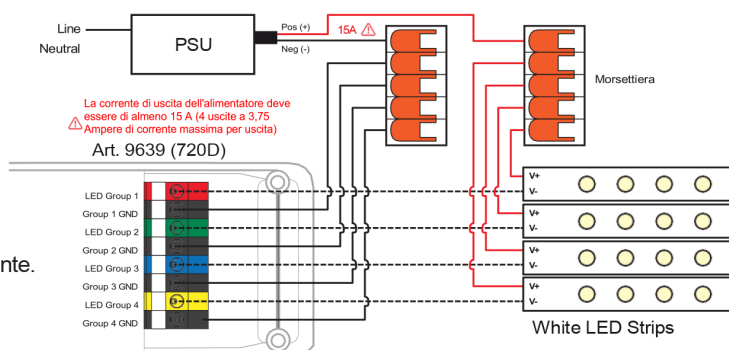 Line
Neutral
PSU
Pos (+)
Neg (-)
15A
Morsettiera
La corrente di uscita dell'alimentatore deve
essere di almeno 15 A (4 uscite a 3,75
Ampere di corrente massima per uscita)
Art. 9639 (720D)
LED Group 1
Group 1 GND
LED Group 2
Group 2 GND
LED Group 3
Group 3 GND
LED Group 4
Group 4 GND
nte.
V+
V-
V+
V-
V+
V-
V+
V-
White LED Strips